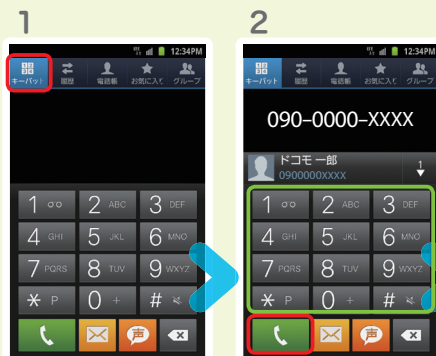 1
12:34PM
キーパッド 履歴 電話帳 お気に入り グループ
1
2 ABC
3 DEF
4 GHI
5 JKL
6 MNO
7 PQRS
8 TUV
9 WXYZ
* P
0 +
#
声
2
12:34PM
キーパッド 履歴 電話帳 お気に入り グループ
090-0000-XXXX
ドコモ 一郎
0900000XXXX
1
1
2 ABC
3 DEF
4 GHI
5 JKL
6 MNO
7 PQRS
8 TUV
9 WXYZ
* P
0 +
#
声